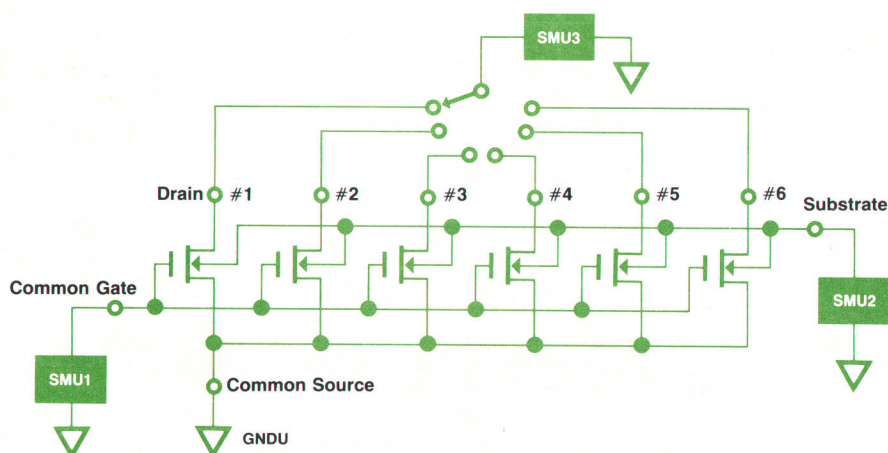 SMU3
Drain #1 #2 #3 #4 #5 #6
Substrate
Common Gate
SMU2
SMU1
Common Source
GNDU